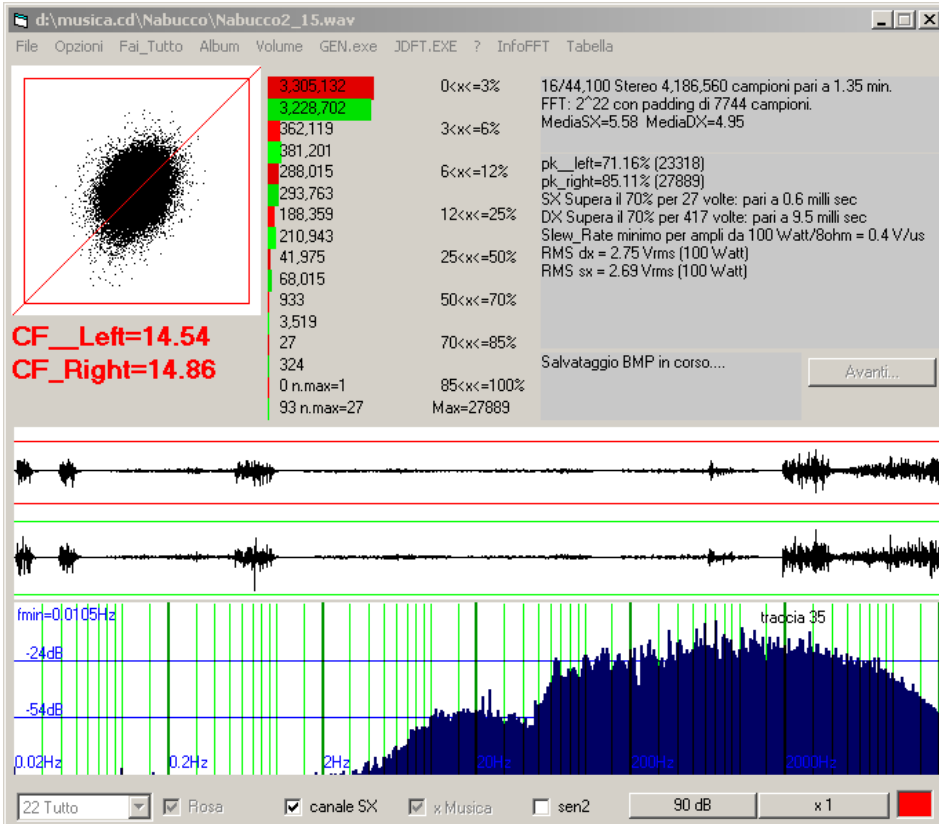 d:\musica.cd\Nabucco\Nabucco2_15.wav
File Opzioni Fai_Tutto Album Volume GEN.exe JDFT.EXE ? InfoFFT Tabella
3,305,132 0<x<=3%
3,228,702
362,119 3<x<=6%
381,201
288,015 6<x<=12%
293,763
188,359 12<x<=25%
210,943
41,975 25<x<=50%
68,015
933 50<x<=70%
3,519
27 70<x<=85%
324
0 n.max=1 85<x<=100%
93 n.max=27 Max=27889
CF__Left=14.54
CF_Right=14.86
16/44,100 Stereo 4,186,560 campioni pari a 1.35 min.
FFT: 2^22 con padding di 7744 campioni.
MediaSX=5.58 MediaDX=4.95
pk__left=71.16% (23318)
pk_right=85.11% (27889)
SX Supera il 70% per 27 volte: pari a 0.6 milli sec
DX Supera il 70% per 417 volte: pari a 9.5 milli sec
Slew_Rate minimo per ampli da 100 Watt/8ohm = 0.4 V/us
RMS dx = 2.75 Vrms (100 Watt)
RMS sx = 2.69 Vrms (100 Watt)
Salvataggio BMP in corso....
Avanti...
fmin=0.0105Hz
traccia 35
-24dB
-54dB
0.02Hz 0.2Hz 2Hz 20Hz 200Hz 2000Hz
22 Tutto Rosa canale SX x Musica sen2 90 dB x 1